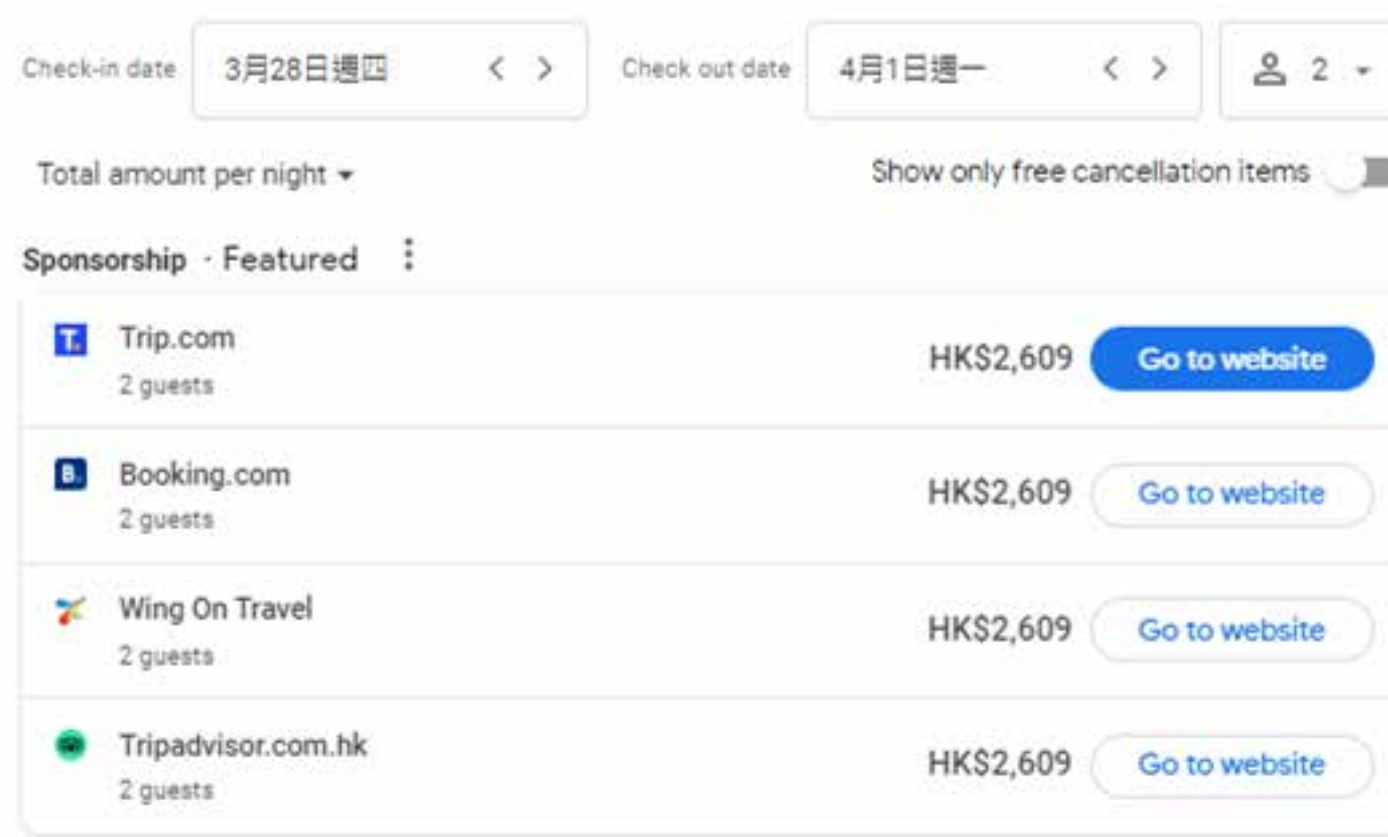 Check-in date 3月28日週四 < > Check out date 4月1日週一 < > 2
Total amount per night Show only free cancellation items
Sponsorship · Featured
T. Trip.com
2 guests
HK$2,609 Go to website
B. Booking.com
2 guests
HK$2,609 Go to website
Wing On Travel
2 guests
HK$2,609 Go to website
Tripadvisor.com.hk
2 guests
HK$2,609 Go to website